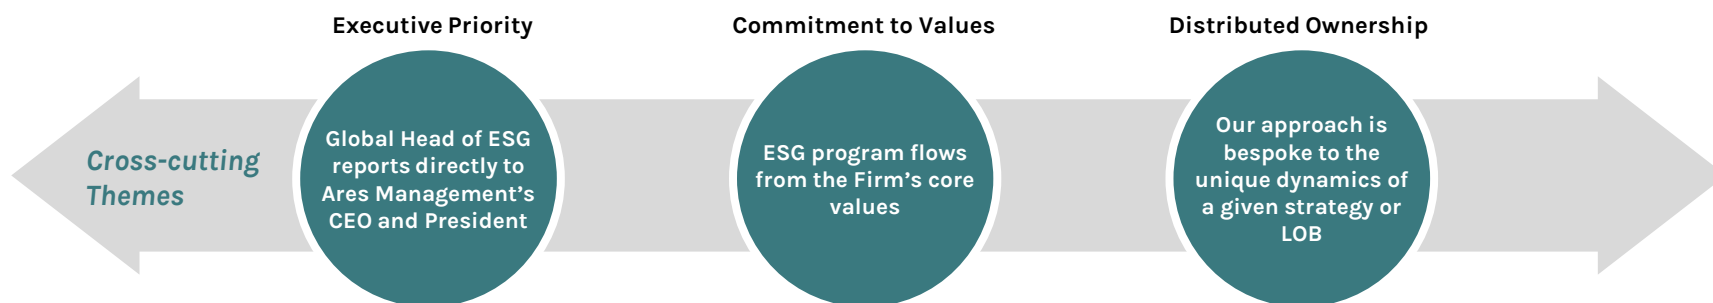 Executive Priority
Commitment to Values
Distributed Ownership
Cross-cutting
Themes
Global Head of ESG
reports directly to
Ares Management’s
CEO and President
ESG program flows
from the Firm’s core
values
Our approach is
bespoke to the
unique dynamics of
a given strategy or
LOB